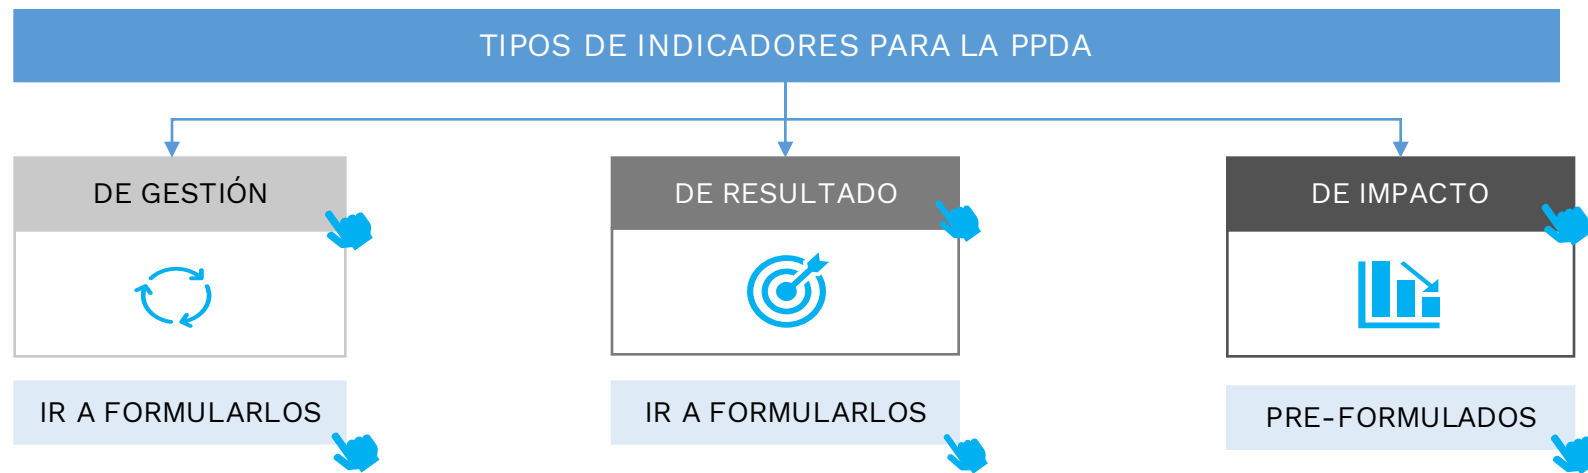 TIPOS DE INDICADORES PARA LA PPDA
DE GESTIÓN
DE RESULTADO
DE IMPACTO
IR A FORMULARLOS
IR A FORMULARLOS
PRE-FORMULADOS